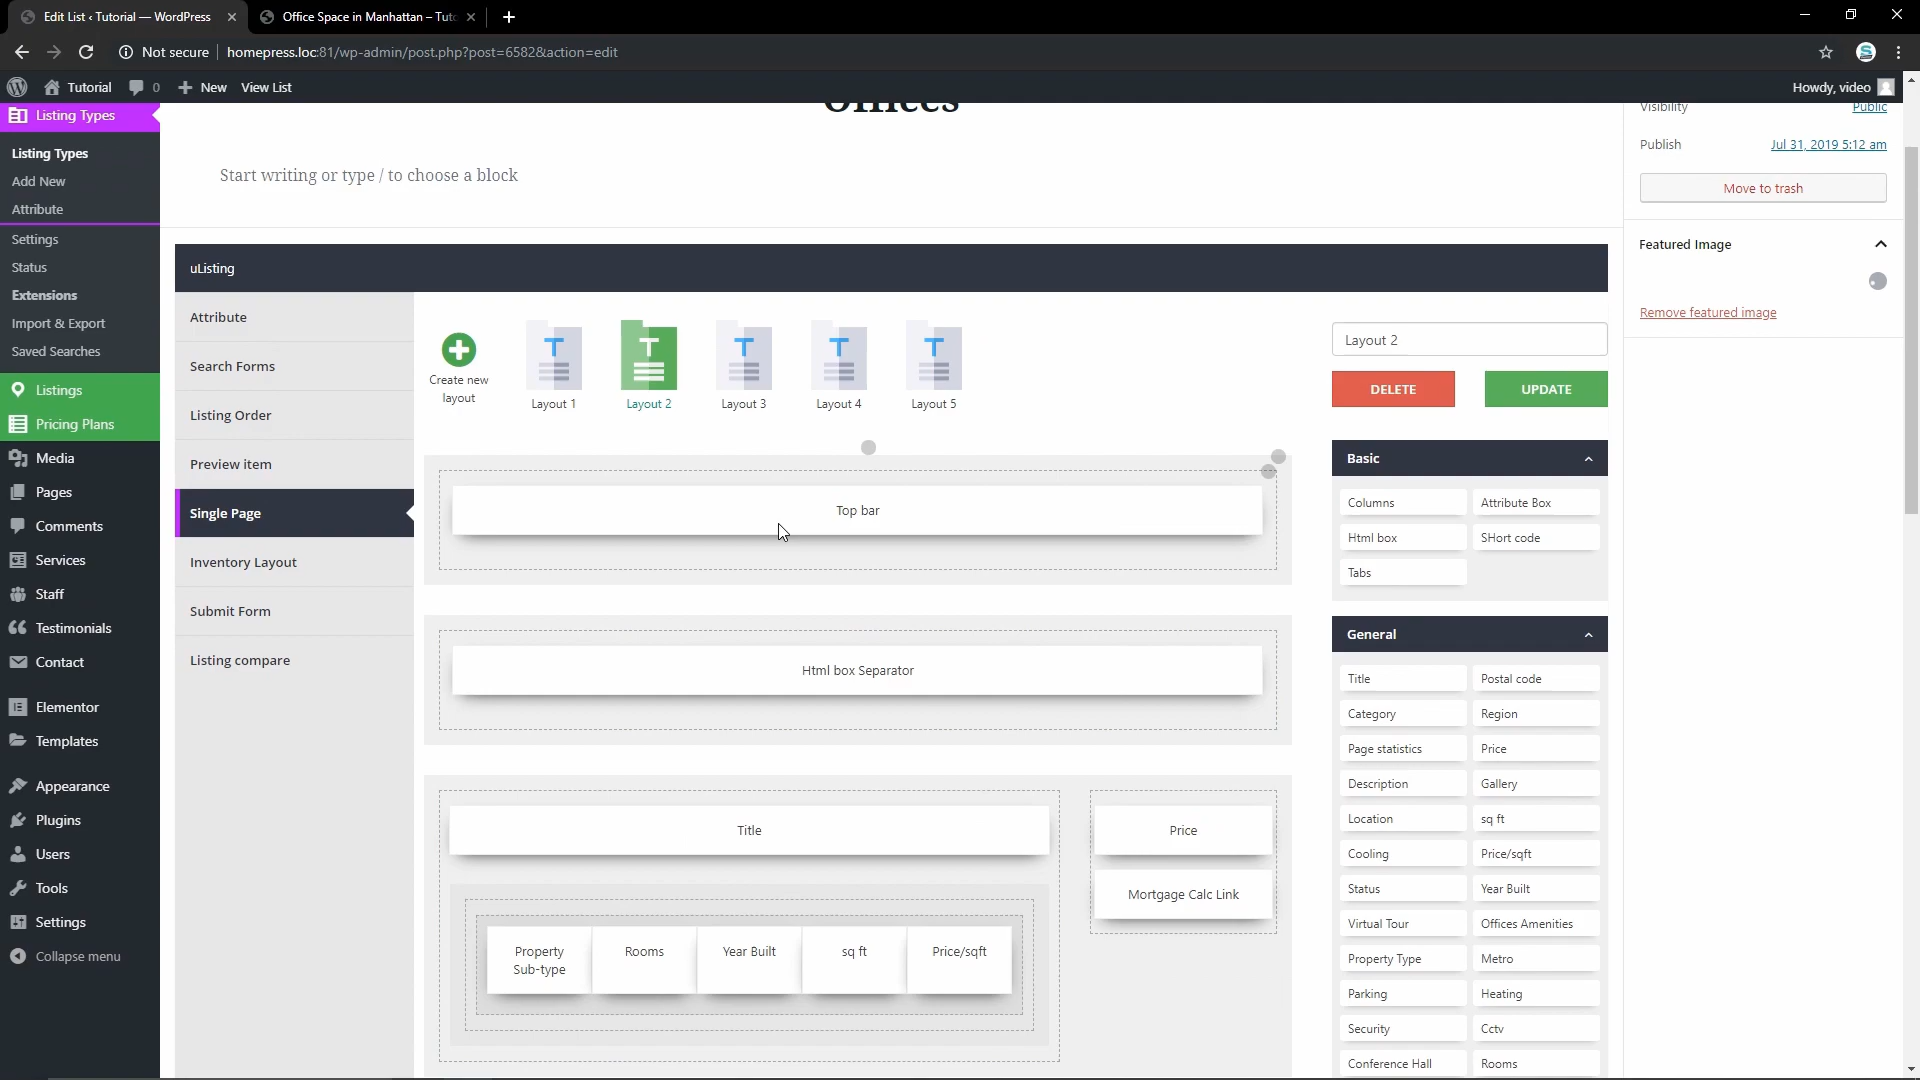 Edit List ‹ Tutorial — WordPress
Office Space in Manhattan – Tuto
Not secure
homepress.loc:81/wp-admin/post.php?post=6582&action=edit
Tutorial
0
New
View List
Howdy, video
Listing Types
Listing Types
Add New
Attribute
Settings
Status
Extensions
Import & Export
Saved Searches
Listings
Pricing Plans
Media
Pages
Comments
Services
Staff
Testimonials
Contact
Elementor
Templates
Appearance
Plugins
Users
Tools
Settings
Collapse menu
Offices
Start writing or type / to choose a block
uListing
Attribute
Search Forms
Listing Order
Preview item
Single Page
Inventory Layout
Submit Form
Listing compare
Create new
layout
Layout 1
Layout 2
Layout 3
Layout 4
Layout 5
Top bar
Html box Separator
Title
Price
Mortgage Calc Link
Property
Sub-type
Rooms
Year Built
sq ft
Price/sqft
Layout 2
DELETE
UPDATE
Basic
Columns
Attribute Box
Html box
SHort code
Tabs
General
Title
Postal code
Category
Region
Page statistics
Price
Description
Gallery
Location
sq ft
Cooling
Price/sqft
Status
Year Built
Virtual Tour
Offices Amenities
Property Type
Metro
Parking
Heating
Security
Cctv
Conference Hall
Rooms
Visibility
Public
Publish
Jul 31, 2019 5:12 am
Move to trash
Featured Image
Remove featured image